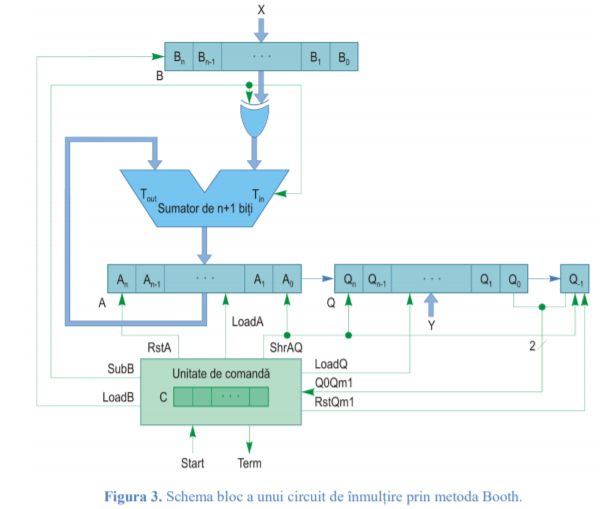 X
Bₙ Bₙ₋₁ · · · B₁ B₀
B
Tout Tin
Sumator de n+1 biți
Aₙ Aₙ₋₁ · · · A₁ A₀ Qₙ Qₙ₋₁ · · · Q₁ Q₀ Q₋₁
A Q
LoadA Y
RstA ShrAQ 2
SubB Unitate de comandă LoadQ
Q0Qm1
LoadB C · · · RstQm1
Start Term
Figura 3. Schema bloc a unui circuit de înmulțire prin metoda Booth.